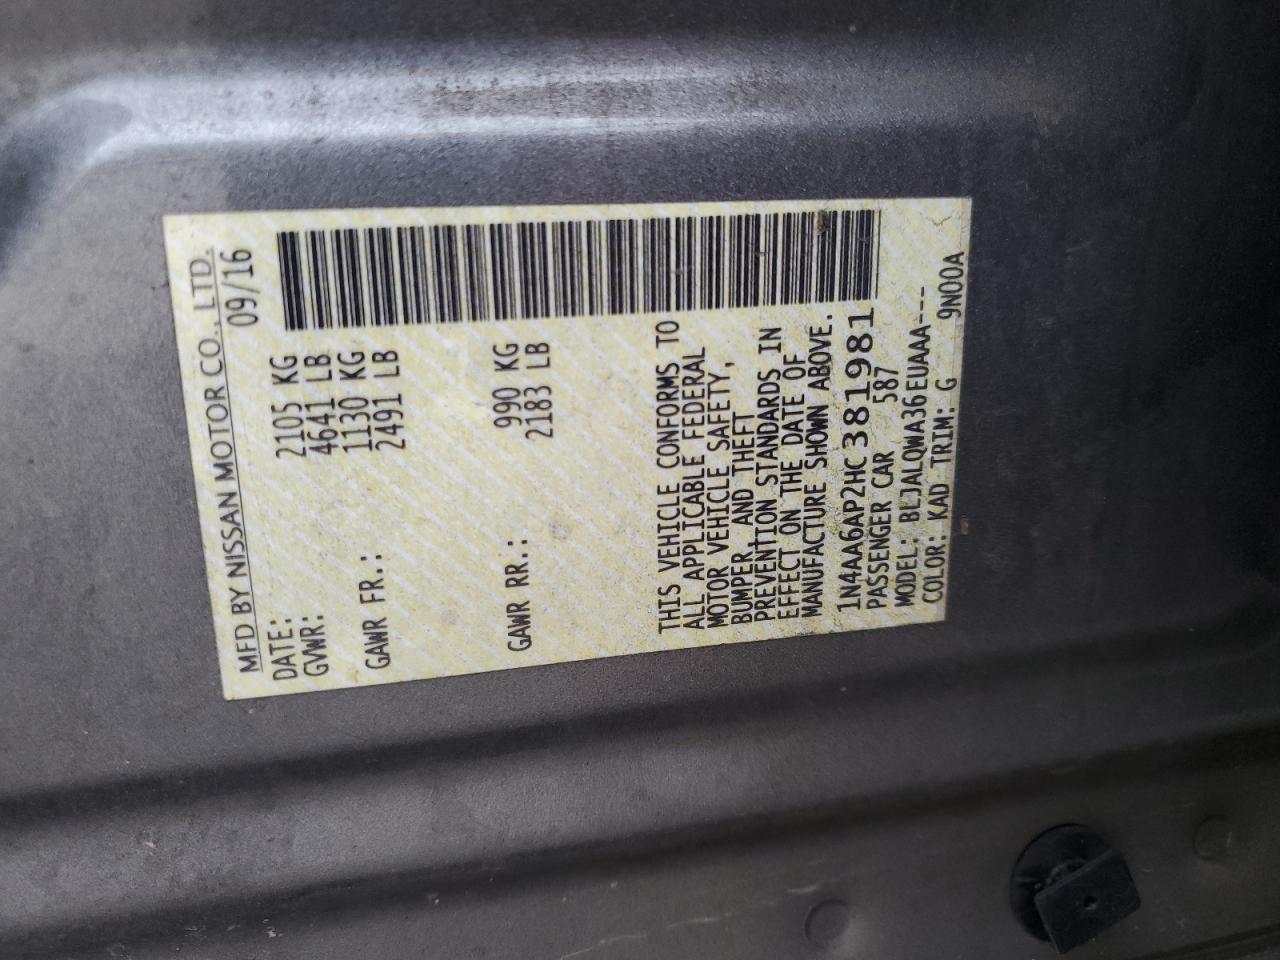 MFD BY NISSAN MOTOR CO., LTD.
DATE: 09/16
GVWR: 2105 KG
4641 LB
GAWR FR.: 1130 KG
2491 LB
GAWR RR.: 990 KG
2183 LB
THIS VEHICLE CONFORMS TO
ALL APPLICABLE FEDERAL
MOTOR VEHICLE SAFETY,
BUMPER, AND THEFT
PREVENTION STANDARDS IN
EFFECT ON THE DATE OF
MANUFACTURE SHOWN ABOVE.
1N4AA6AP2HC381981
PASSENGER CAR 587
MODEL: BLJALQWA36EUAAA---
COLOR: KAD TRIM: G 9N00A